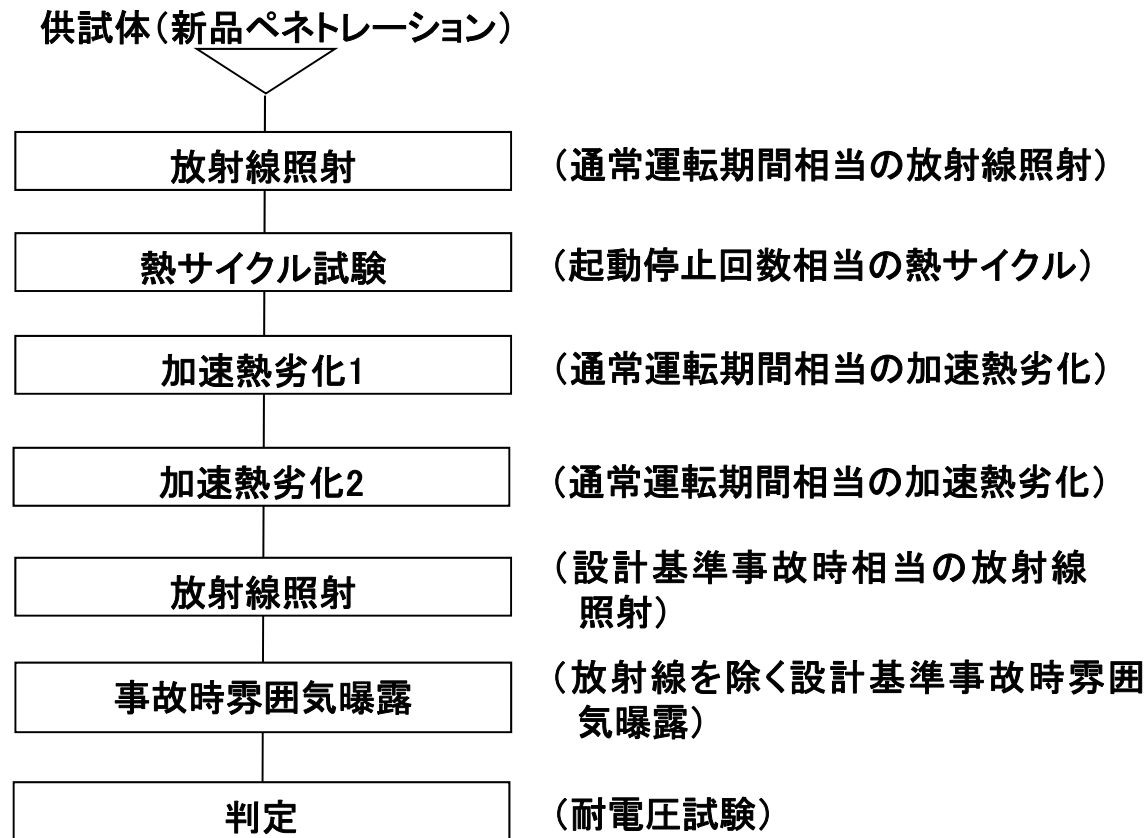 供試体（新品ペネトレーション）
放射線照射
（通常運転期間相当の放射線照射）
熱サイクル試験
（起動停止回数相当の熱サイクル）
加速熱劣化1
（通常運転期間相当の加速熱劣化）
加速熱劣化2
（通常運転期間相当の加速熱劣化）
放射線照射
（設計基準事故時相当の放射線
照射）
事故時雰囲気曝露
（放射線を除く設計基準事故時雰囲
気曝露）
判定
（耐電圧試験）